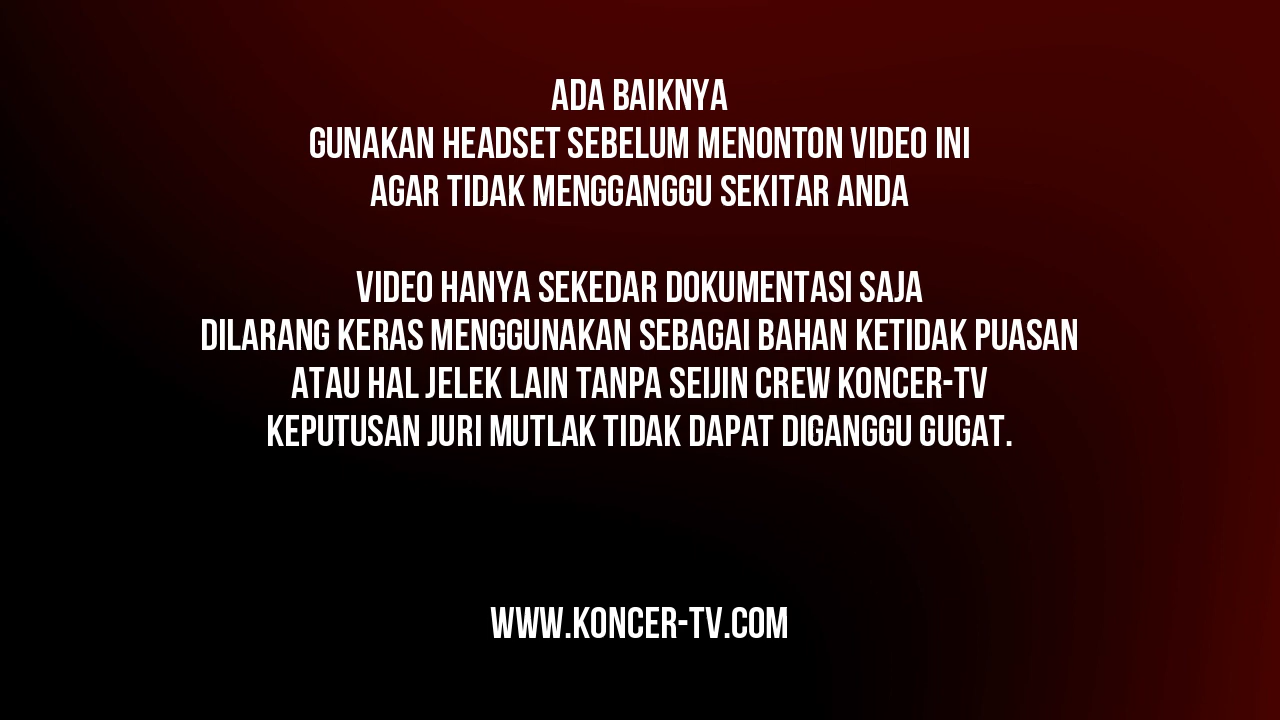 ADA BAIKNYA
GUNAKAN HEADSET SEBELUM MENONTON VIDEO INI
AGAR TIDAK MENGGANGGU SEKITAR ANDA
VIDEO HANYA SEKEDAR DOKUMENTASI SAJA
DILARANG KERAS MENGGUNAKAN SEBAGAI BAHAN KETIDAK PUASAN
ATAU HAL JELEK LAIN TANPA SEIJIN CREW KONCER-TV
KEPUTUSAN JURI MUTLAK TIDAK DAPAT DIGANGGU GUGAT.
WWW.KONCER-TV.COM